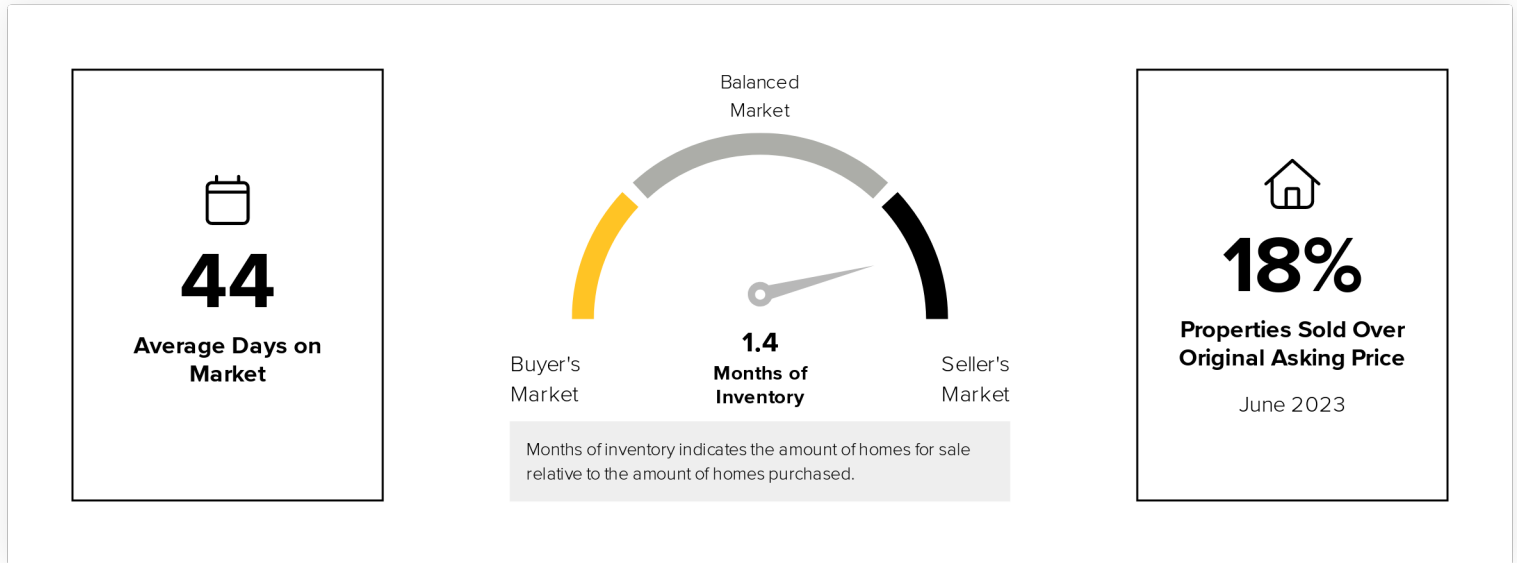 44
Average Days on
Market
Balanced
Market
1.4
Months of
Inventory
Buyer's
Market
Seller's
Market
Months of inventory indicates the amount of homes for sale
relative to the amount of homes purchased.
18%
Properties Sold Over
Original Asking Price
June 2023